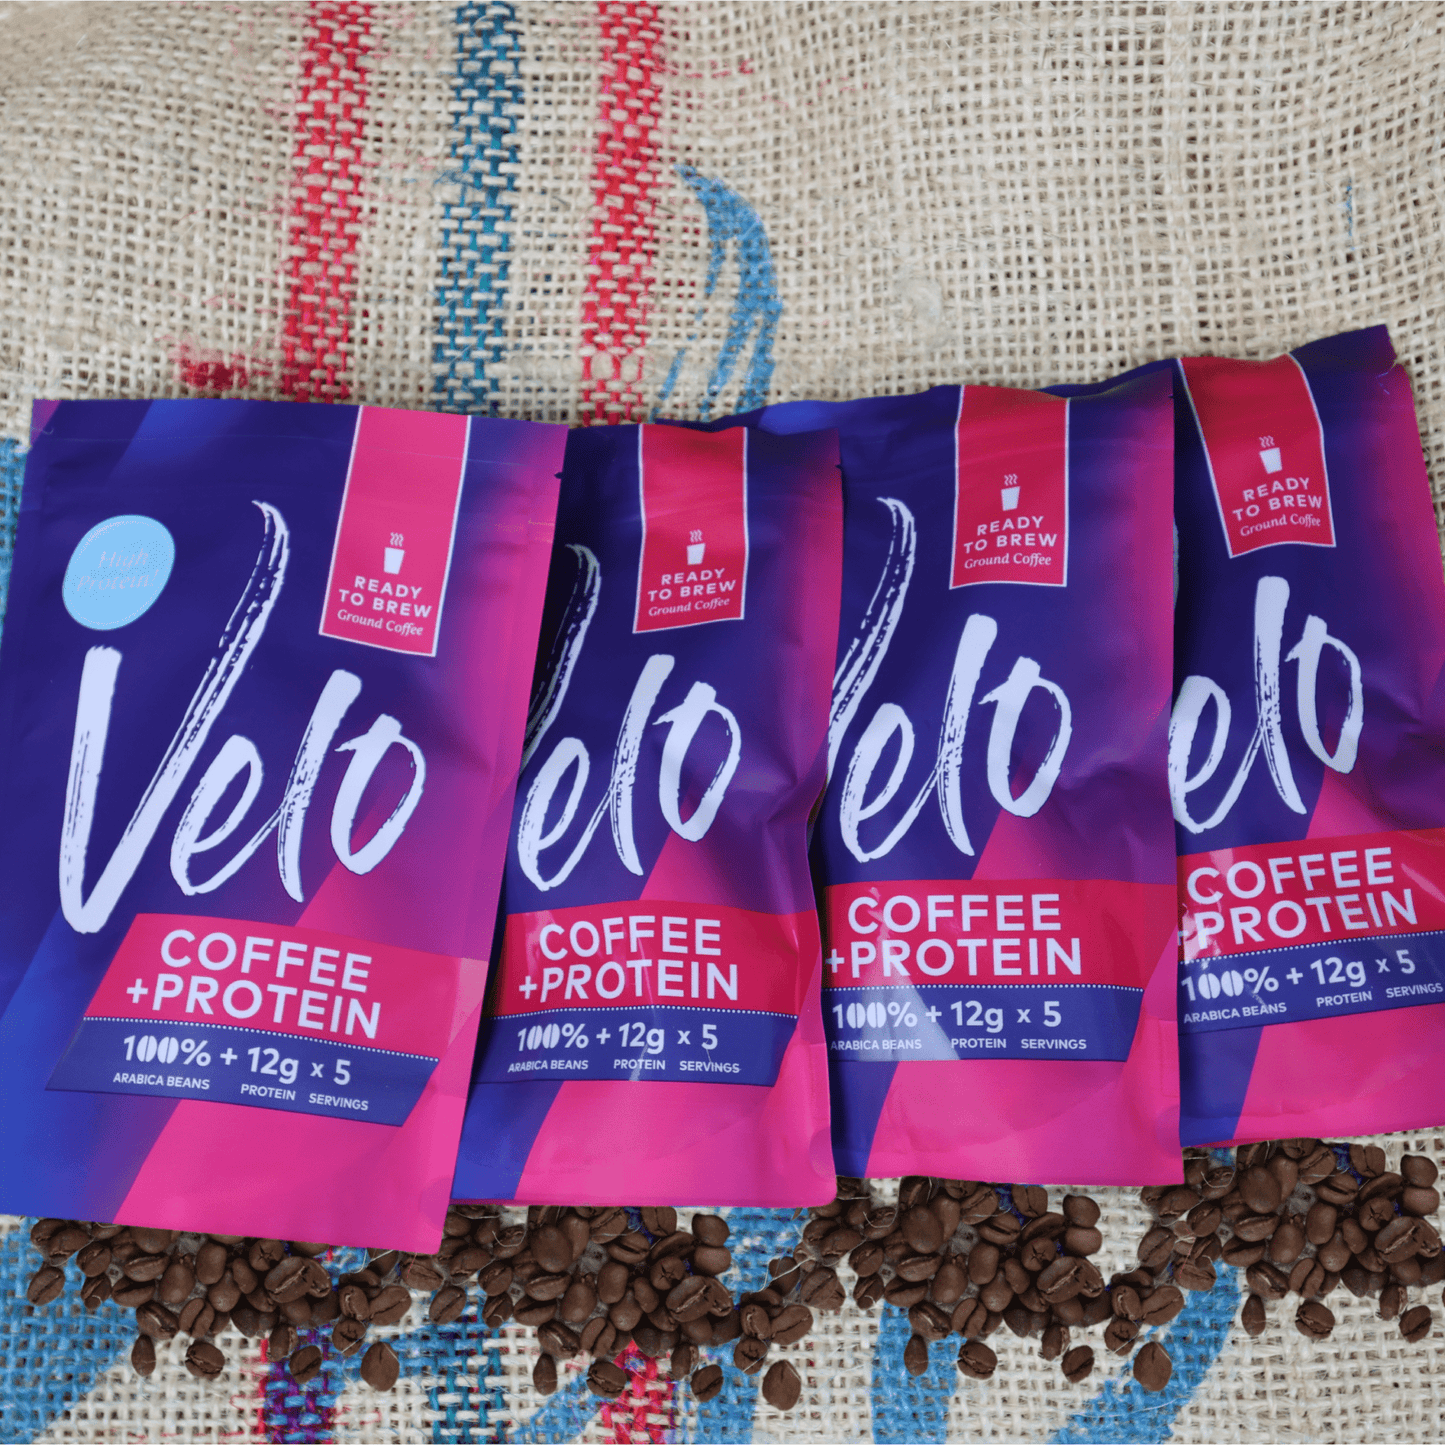 High
Protein!
READY
TO BREW
Ground Coffee
Velo
COFFEE
+PROTEIN
100% + 12g x 5
ARABICA BEANS PROTEIN SERVINGS
READY
TO BREW
Ground Coffee
Velo
COFFEE
+PROTEIN
100% + 12g x 5
ARABICA BEANS PROTEIN SERVINGS
READY
TO BREW
Ground Coffee
Velo
COFFEE
+PROTEIN
100% + 12g x 5
ARABICA BEANS PROTEIN SERVINGS
READY
TO BREW
Ground Coffee
elo
COFFEE
+PROTEIN
100% + 12g x 5
ARABICA BEANS PROTEIN SERVINGS